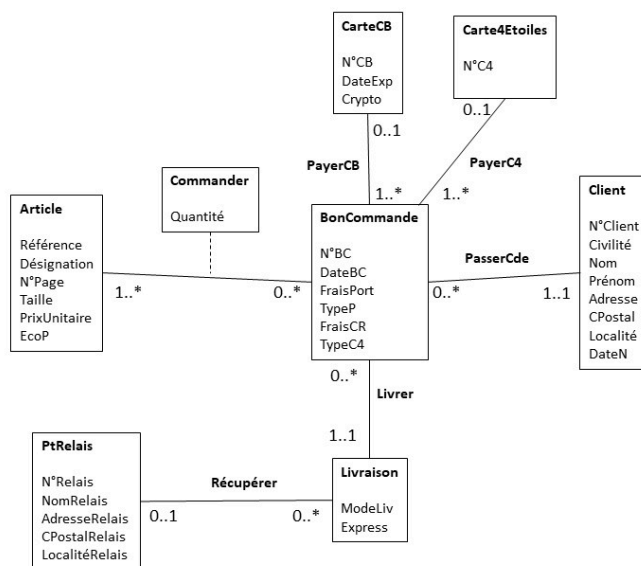 CarteCB
N°CB
DateExp
Crypto
Carte4Etoiles
N°C4
0..1
0..1
PayerCB
PayerC4
1..*
1..*
Commander
Quantité
Article
Référence
Désignation
N°Page
Taille
PrixUnitaire
EcoP
1..*
0..*
BonCommande
N°BC
DateBC
FraisPort
TypeP
FraisCR
TypeC4
PasserCde
0..*
1..1
Client
N°Client
Civilité
Nom
Prénom
Adresse
CPostal
Localité
DateN
0..*
Livrer
1..1
PtRelais
N°Relais
NomRelais
AdresseRelais
CPostalRelais
LocalitéRelais
Récupérer
0..1
0..*
Livraison
ModeLiv
Express